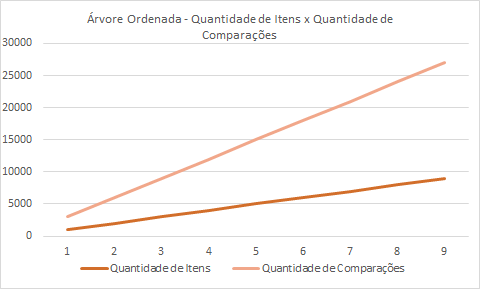 Árvore Ordenada - Quantidade de Itens x Quantidade de
Comparações
30000
25000
20000
15000
10000
5000
0
1 2 3 4 5 6 7 8 9
Quantidade de Itens Quantidade de Comparações